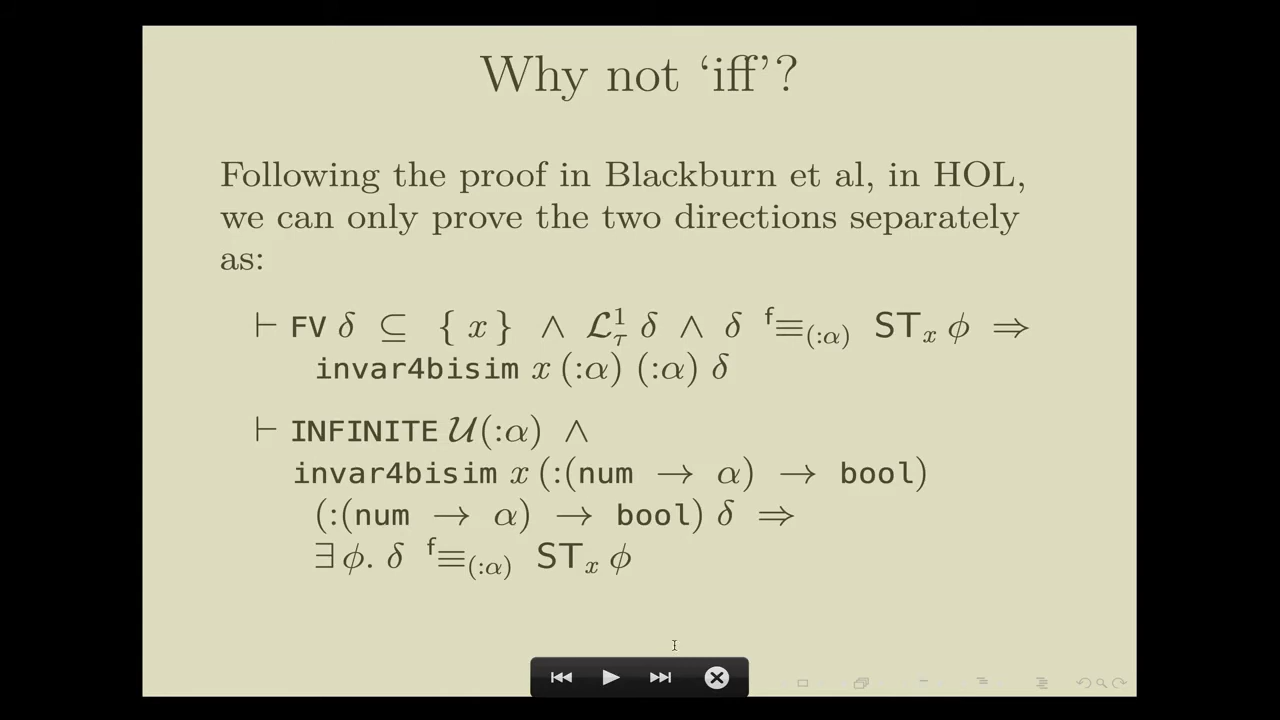 Why not ‘iff’?
Following the proof in Blackburn et al, in HOL,
we can only prove the two directions separately
as:
⊢ FV δ ⊆ { x } ∧ ℒ¹τ δ ∧ δ ᶠ≡(:α) STₓ ϕ ⇒
invar4bisim x (:α) (:α) δ
⊢ INFINITE 𝒰(:α) ∧
invar4bisim x (:(num → α) → bool)
(:(num → α) → bool) δ ⇒
∃ϕ. δ ᶠ≡(:α) STₓ ϕ